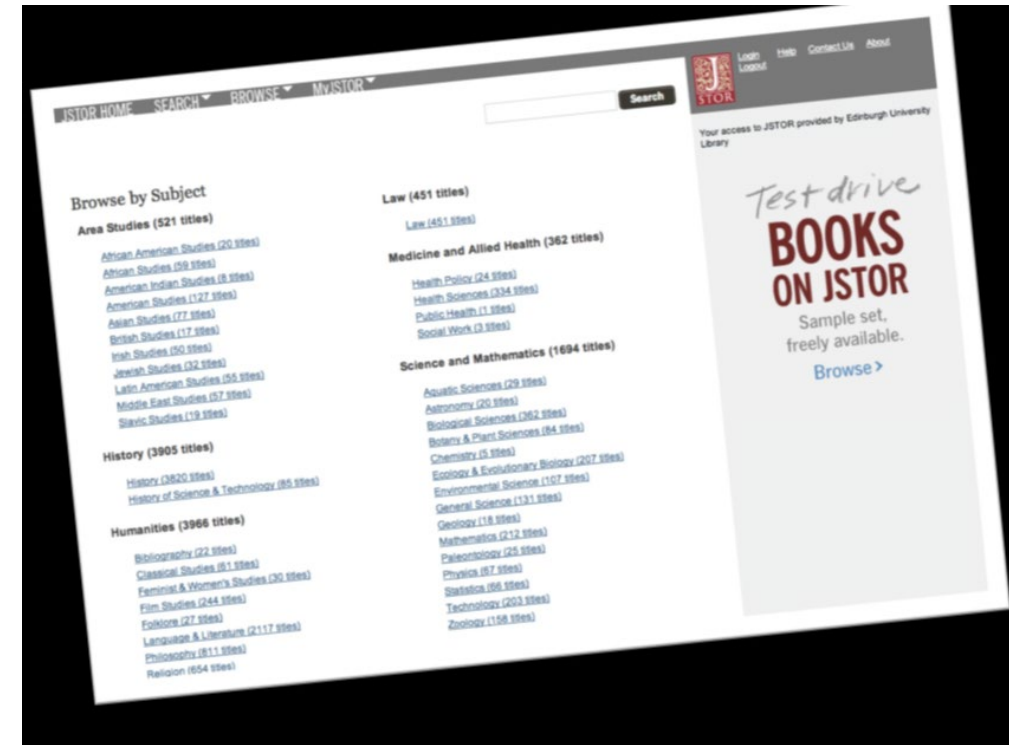 JSTOR HOME SEARCH BROWSE MyJSTOR
Search
JSTOR
Login Help Contact Us About
Logout
Your access to JSTOR provided by Edinburgh University
Library
Browse by Subject
Area Studies (521 titles)
African American Studies (20 titles)
African Studies (59 titles)
American Indian Studies (8 titles)
American Studies (127 titles)
Asian Studies (77 titles)
British Studies (17 titles)
Irish Studies (50 titles)
Jewish Studies (32 titles)
Latin American Studies (55 titles)
Middle East Studies (57 titles)
Slavic Studies (19 titles)
History (3905 titles)
History (3820 titles)
History of Science & Technology (85 titles)
Humanities (3966 titles)
Bibliography (22 titles)
Classical Studies (61 titles)
Feminist & Women's Studies (30 titles)
Film Studies (244 titles)
Folklore (27 titles)
Language & Literature (2117 titles)
Philosophy (811 titles)
Religion (654 titles)
Law (451 titles)
Law (451 titles)
Medicine and Allied Health (362 titles)
Health Policy (24 titles)
Health Sciences (334 titles)
Public Health (1 titles)
Social Work (3 titles)
Science and Mathematics (1694 titles)
Aquatic Sciences (29 titles)
Astronomy (20 titles)
Biological Sciences (362 titles)
Botany & Plant Sciences (84 titles)
Chemistry (5 titles)
Ecology & Evolutionary Biology (207 titles)
Environmental Science (107 titles)
General Science (131 titles)
Geology (18 titles)
Mathematics (212 titles)
Paleontology (25 titles)
Physics (67 titles)
Statistics (66 titles)
Technology (203 titles)
Zoology (158 titles)
Test drive
BOOKS
ON JSTOR
Sample set,
freely available.
Browse >